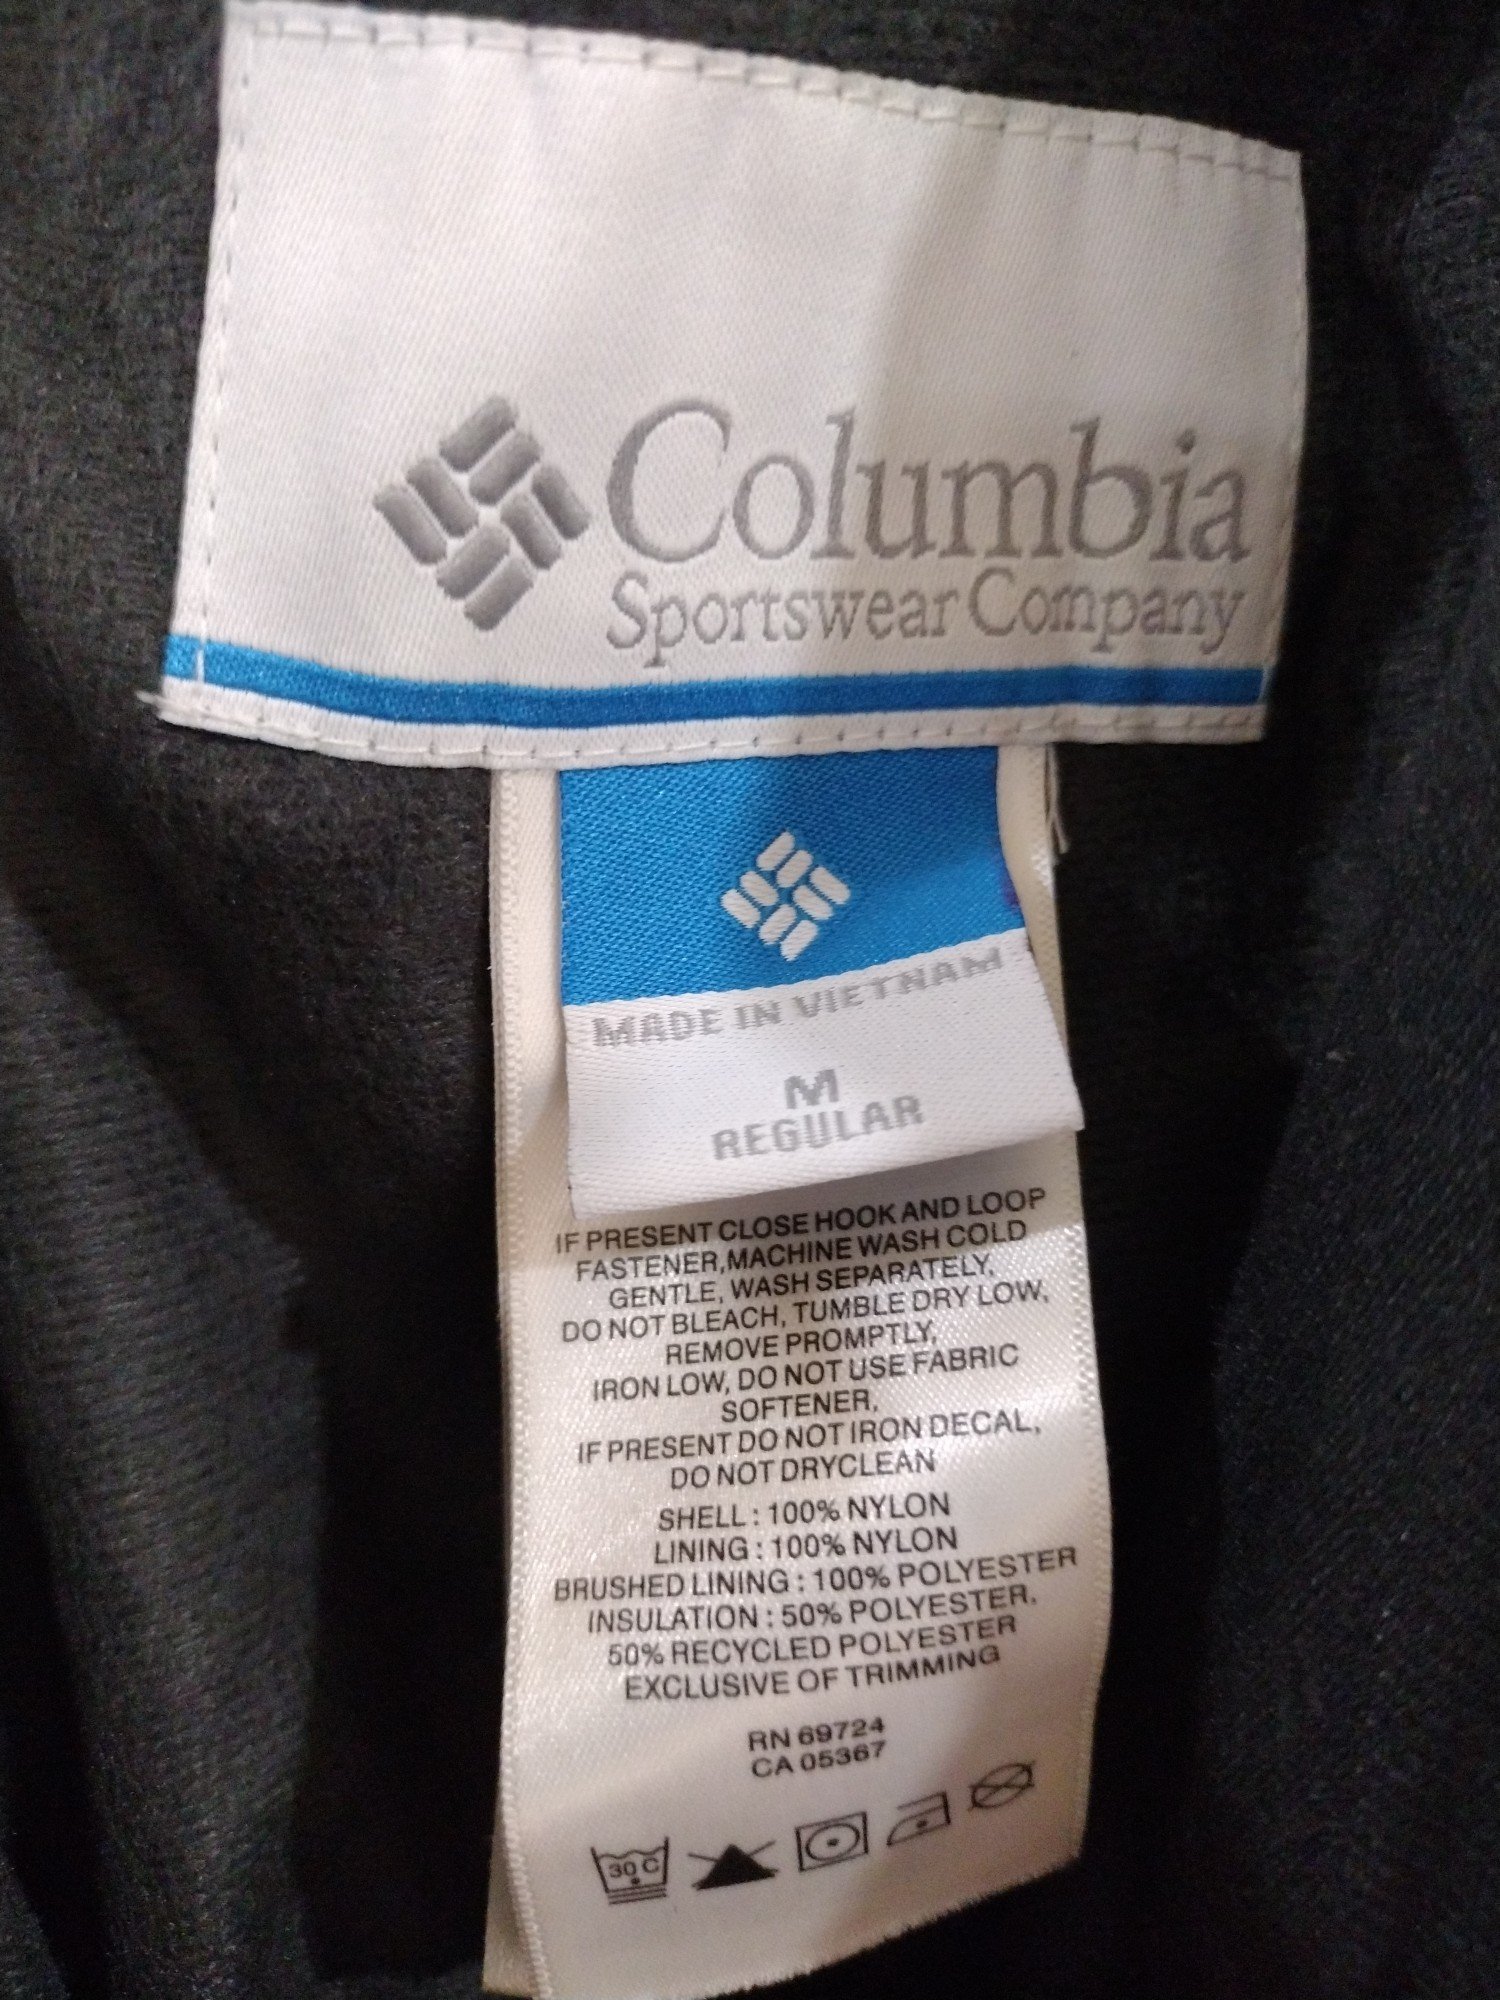 Columbia
Sportswear Company
MADE IN VIETNAM
M
REGULAR
IF PRESENT CLOSE HOOK AND LOOP
FASTENER, MACHINE WASH COLD
GENTLE, WASH SEPARATELY,
DO NOT BLEACH, TUMBLE DRY LOW,
REMOVE PROMPTLY,
IRON LOW, DO NOT USE FABRIC
SOFTENER,
IF PRESENT DO NOT IRON DECAL,
DO NOT DRYCLEAN
SHELL : 100% NYLON
LINING : 100% NYLON
BRUSHED LINING : 100% POLYESTER
INSULATION : 50% POLYESTER,
50% RECYCLED POLYESTER
EXCLUSIVE OF TRIMMING
RN 69724
CA 05367
30 C